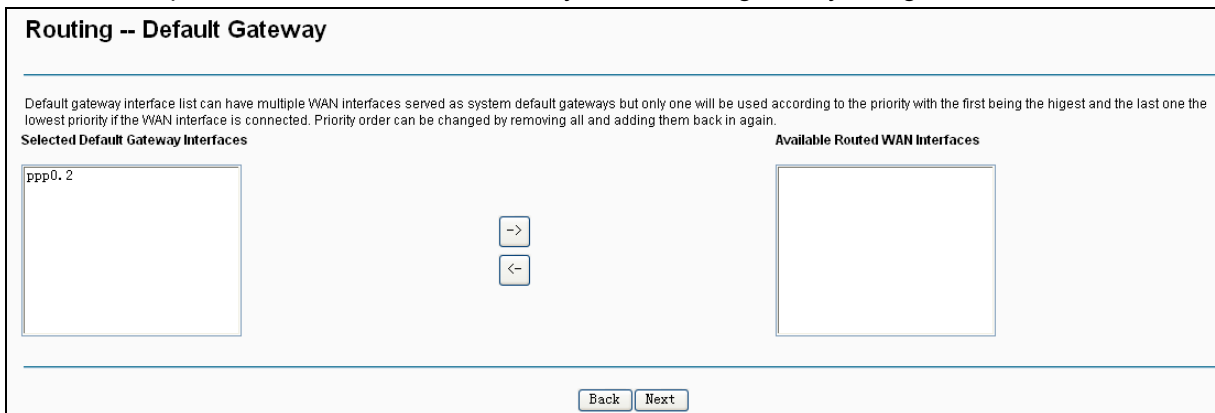 Routing -- Default Gateway
Default gateway interface list can have multiple WAN interfaces served as system default gateways but only one will be used according to the priority with the first being the higest and the last one the
lowest priority if the WAN interface is connected. Priority order can be changed by removing all and adding them back in again.
Selected Default Gateway Interfaces
Available Routed WAN Interfaces
ppp0.2
->
<-
Back Next